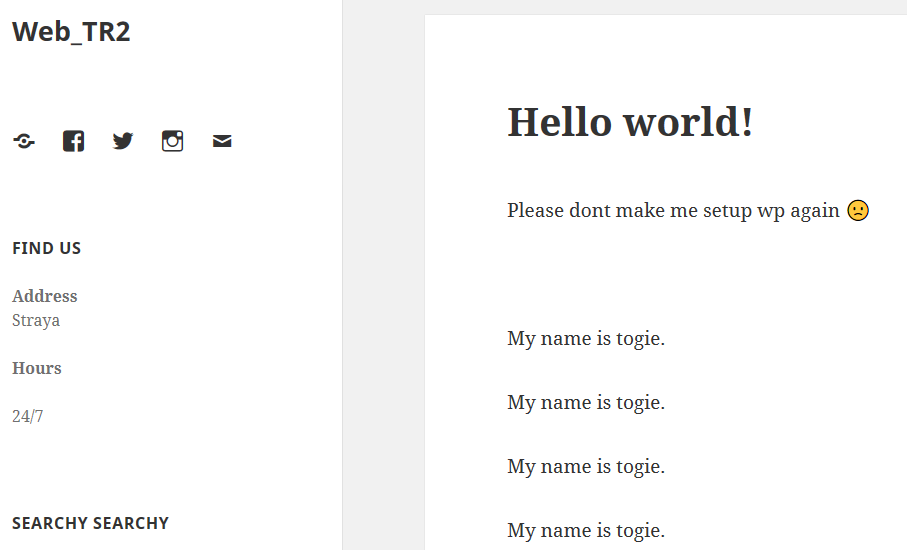 Web_TR2
FIND US
Address
Straya
Hours
24/7
SEARCHY SEARCHY
Hello world!
Please dont make me setup wp again 🙁
My name is togie.
My name is togie.
My name is togie.
My name is togie.